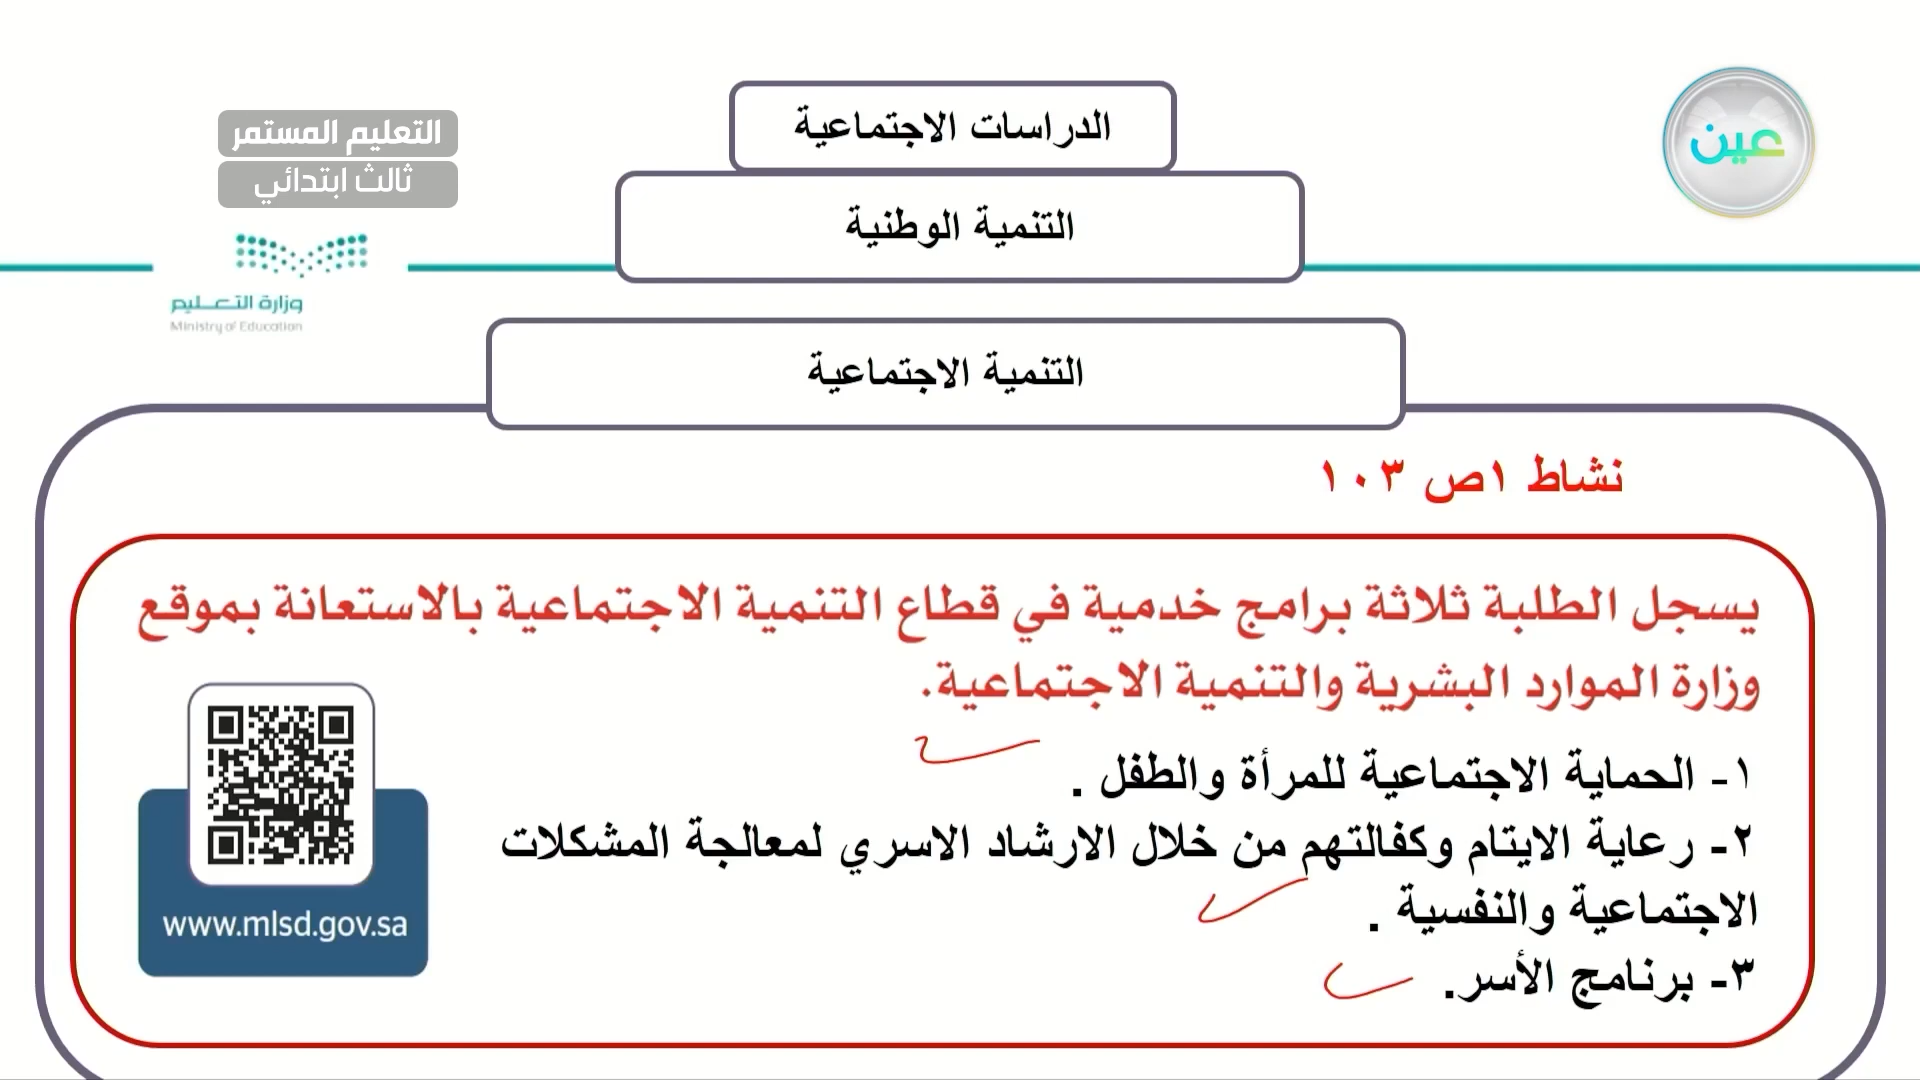 الدراسات الاجتماعية
عين
التعليم المستمر
ثالث ابتدائي
التنمية الوطنية
وزارة التعليم
Ministry of Education
التنمية الاجتماعية
نشاط ١ص ١٠٣
يسجل الطلبة ثلاثة برامج خدمية في قطاع التنمية الاجتماعية بالاستعانة بموقع
وزارة الموارد البشرية والتنمية الاجتماعية.
١- الحماية الاجتماعية للمرأة والطفل .
٢- رعاية الايتام وكفالتهم من خلال الارشاد الاسري لمعالجة المشكلات
الاجتماعية والنفسية .
٣- برنامج الأسر.
www.mlsd.gov.sa